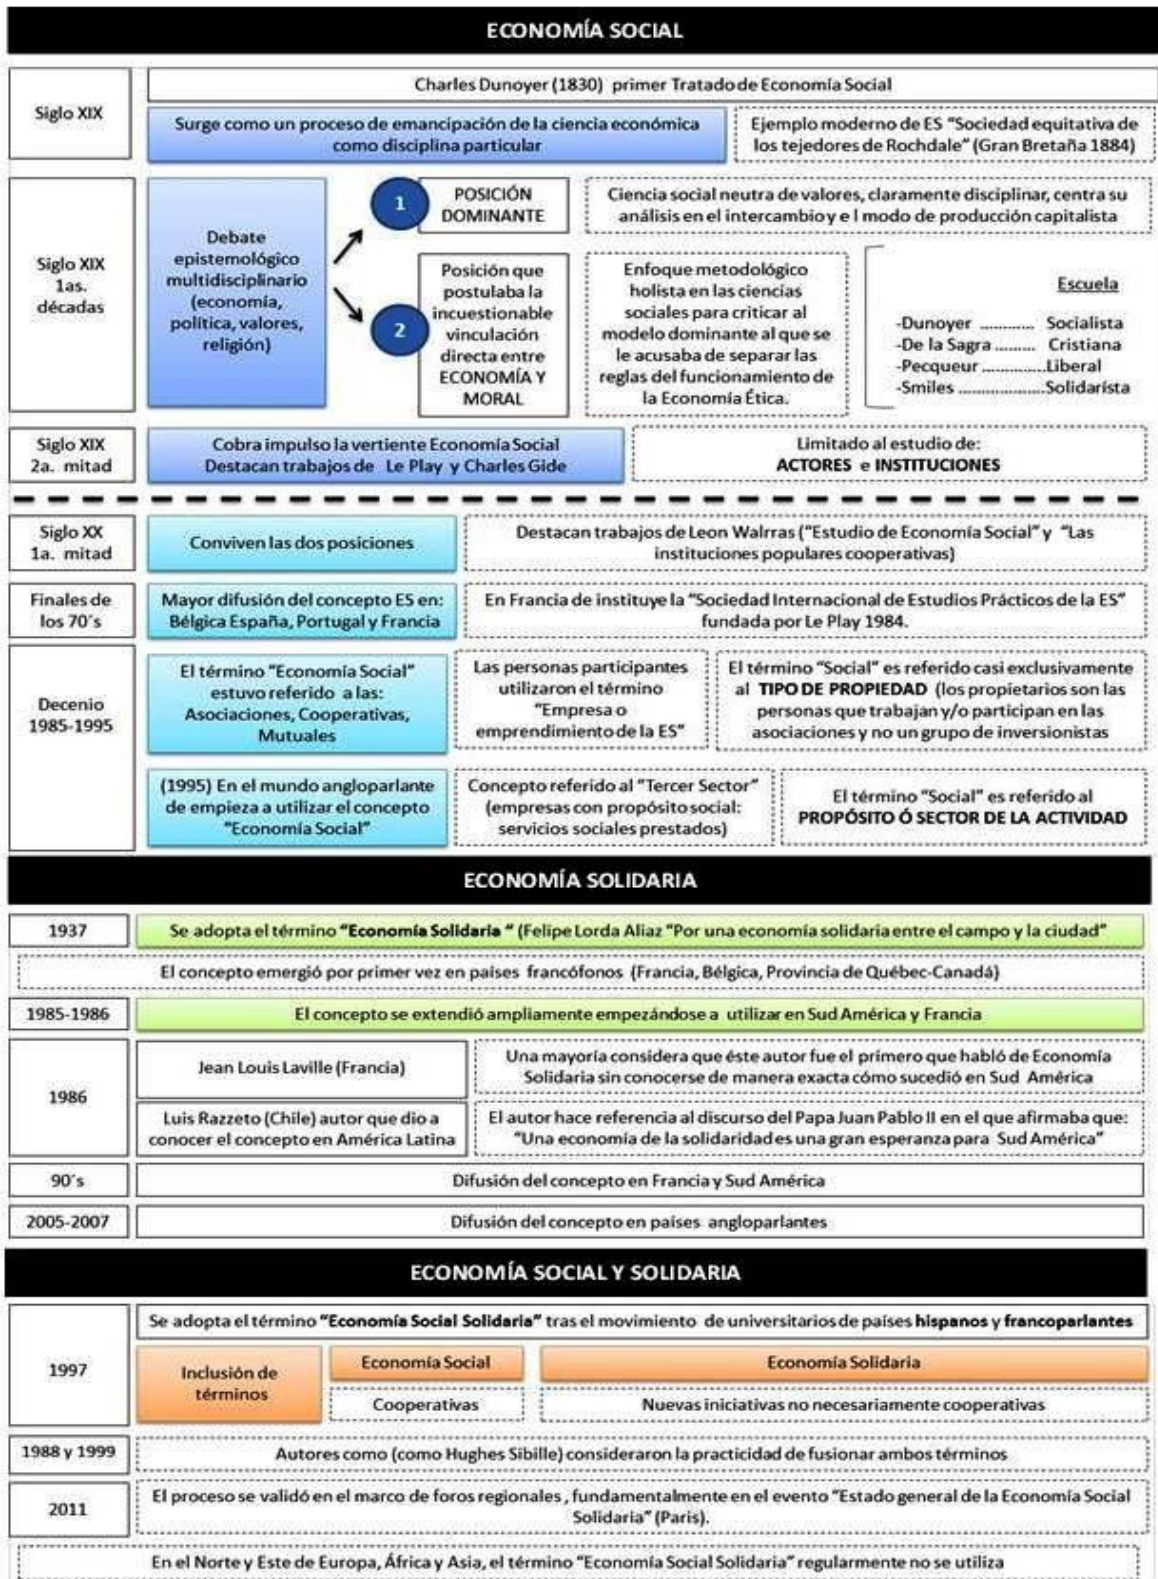 ECONOMÍA SOCIAL
Siglo XIX
Charles Dunoyer (1830) primer Tratado de Economía Social
Surge como un proceso de emancipación de la ciencia económica
como disciplina particular
Ejemplo moderno de ES "Sociedad equitativa de
los tejedores de Rochdale" (Gran Bretaña 1884)
Siglo XIX
1as.
décadas
Debate
epistemológico
multidisciplinario
(economía,
política, valores,
religión)
1
POSICIÓN
DOMINANTE
Ciencia social neutra de valores, claramente disciplinar, centra su
análisis en el intercambio y e l modo de producción capitalista
2
Posición que
postulaba la
incuestionable
vinculación
directa entre
ECONOMÍA Y
MORAL
Enfoque metodológico
holista en las ciencias
sociales para criticar al
modelo dominante al que se
le acusaba de separar las
reglas del funcionamiento de
la Economía Ética.
Escuela
-Dunoyer ............. Socialista
-De la Sagra ......... Cristiana
-Pecqueur ...............Liberal
-Smiles ....................Solidarísta
Siglo XIX
2a. mitad
Cobra impulso la vertiente Economía Social
Destacan trabajos de Le Play y Charles Gide
Limitado al estudio de:
ACTORES e INSTITUCIONES
Siglo XX
1a. mitad
Conviven las dos posiciones
Destacan trabajos de Leon Walrras ("Estudio de Economía Social" y "Las
instituciones populares cooperativas)
Finales de
los 70´s
Mayor difusión del concepto ES en:
Bélgica España, Portugal y Francia
En Francia de instituye la "Sociedad Internacional de Estudios Prácticos de la ES"
fundada por Le Play 1984.
Decenio
1985-1995
El término "Economía Social"
estuvo referido a las:
Asociaciones, Cooperativas,
Mutuales
Las personas participantes
utilizaron el término
"Empresa o
emprendimiento de la ES"
El término "Social" es referido casi exclusivamente
al TIPO DE PROPIEDAD (los propietarios son las
personas que trabajan y/o participan en las
asociaciones y no un grupo de inversionistas
(1995) En el mundo angloparlante
de empieza a utilizar el concepto
"Economía Social"
Concepto referido al "Tercer Sector"
(empresas con propósito social:
servicios sociales prestados)
El término "Social" es referido al
PROPÓSITO Ó SECTOR DE LA ACTIVIDAD
ECONOMÍA SOLIDARIA
1937
Se adopta el término "Economía Solidaria " (Felipe Lorda Aliaz "Por una economía solidaria entre el campo y la ciudad"
El concepto emergió por primer vez en países francófonos (Francia, Bélgica, Provincia de Québec-Canadá)
1985-1986
El concepto se extendió ampliamente empezándose a utilizar en Sud América y Francia
1986
Jean Louis Laville (Francia)
Una mayoría considera que éste autor fue el primero que habló de Economía
Solidaria sin conocerse de manera exacta cómo sucedió en Sud América
Luis Razzeto (Chile) autor que dio a
conocer el concepto en América Latina
El autor hace referencia al discurso del Papa Juan Pablo II en el que afirmaba que:
"Una economía de la solidaridad es una gran esperanza para Sud América"
90´s
Difusión del concepto en Francia y Sud América
2005-2007
Difusión del concepto en países angloparlantes
ECONOMÍA SOCIAL Y SOLIDARIA
1997
Se adopta el término "Economía Social Solidaria" tras el movimiento de universitarios de países hispanos y francoparlantes
Inclusión de
términos
Economía Social
Economía Solidaria
Cooperativas
Nuevas iniciativas no necesariamente cooperativas
1988 y 1999
Autores como (como Hughes Sibille) consideraron la practicidad de fusionar ambos términos
2011
El proceso se validó en el marco de foros regionales , fundamentalmente en el evento "Estado general de la Economía Social
Solidaria" (Paris).
En el Norte y Este de Europa, África y Asia, el término "Economía Social Solidaria" regularmente no se utiliza